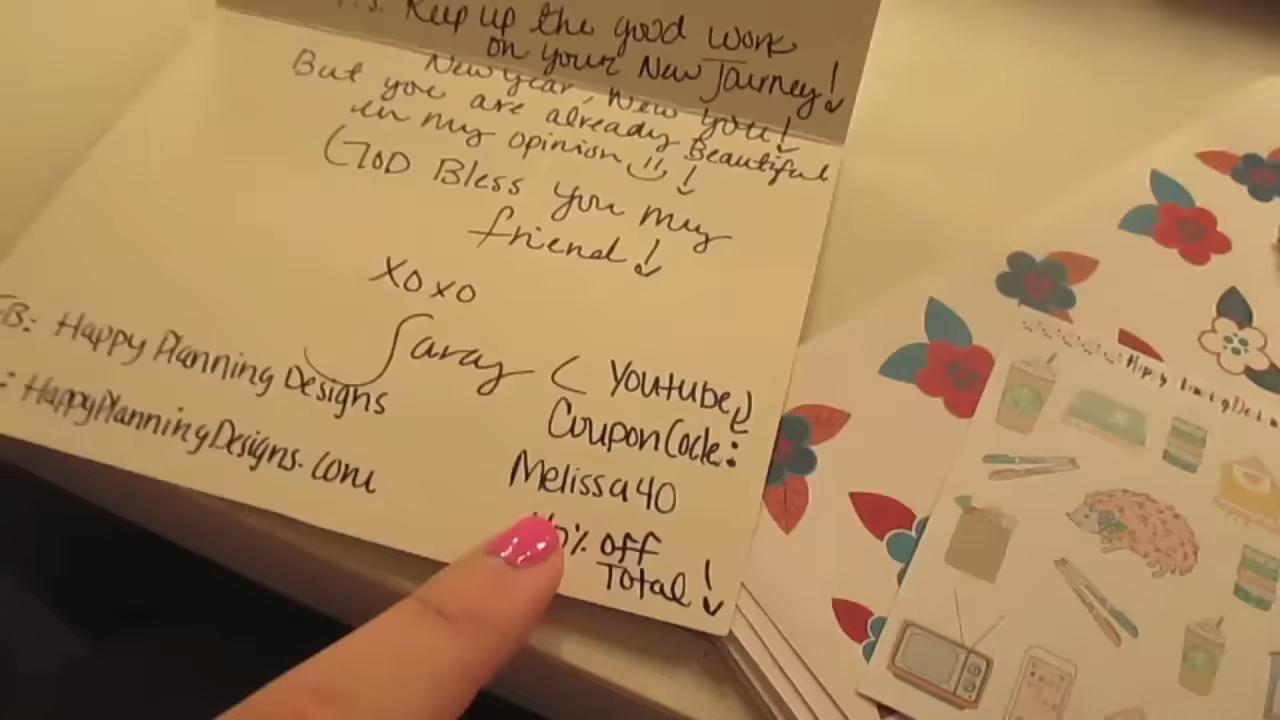 P.S. Keep up the good work
on your New Journey!
New year, New you!
But you are already Beautiful
in my opinion !
GOD Bless you my
friend!
XOXO
Saray (Youtube)
FB: Happy Planning Designs
: HappyPlanningDesigns.com
Coupon Code:
Melissa40
% off
Total!